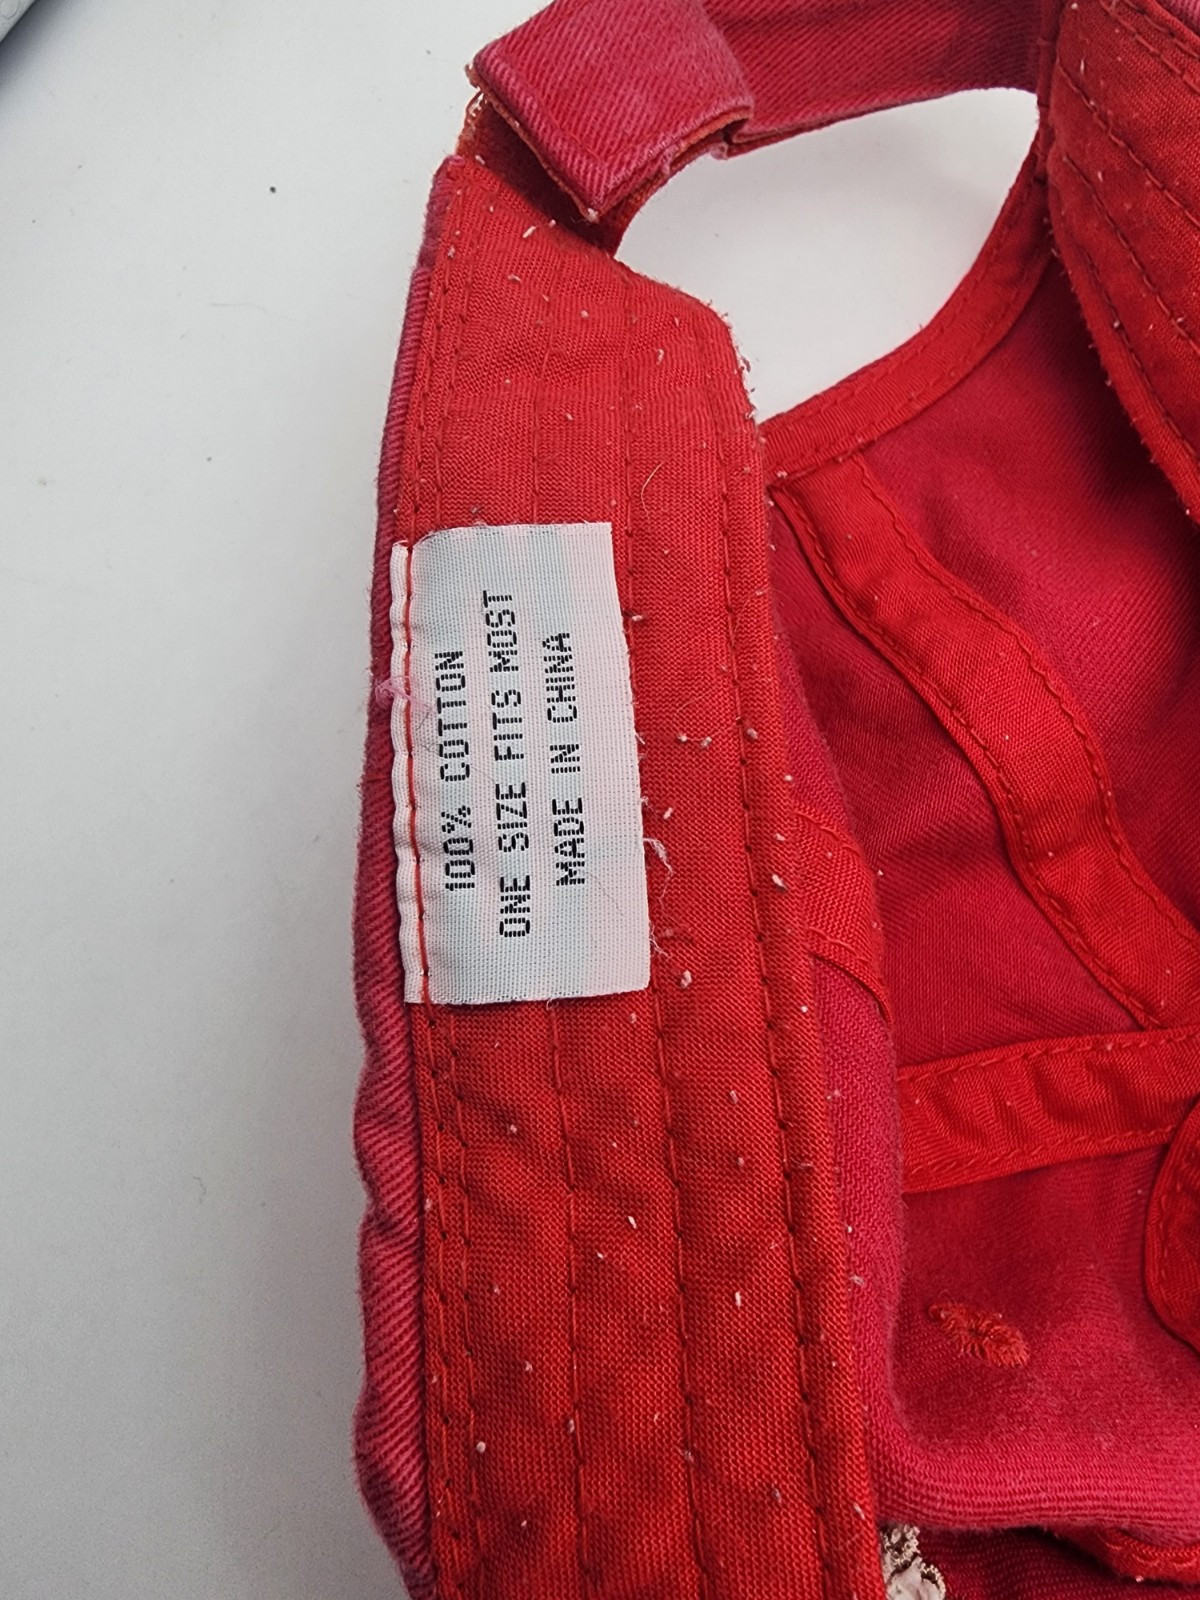 100% COTTON
ONE SIZE FITS MOST
MADE IN CHINA